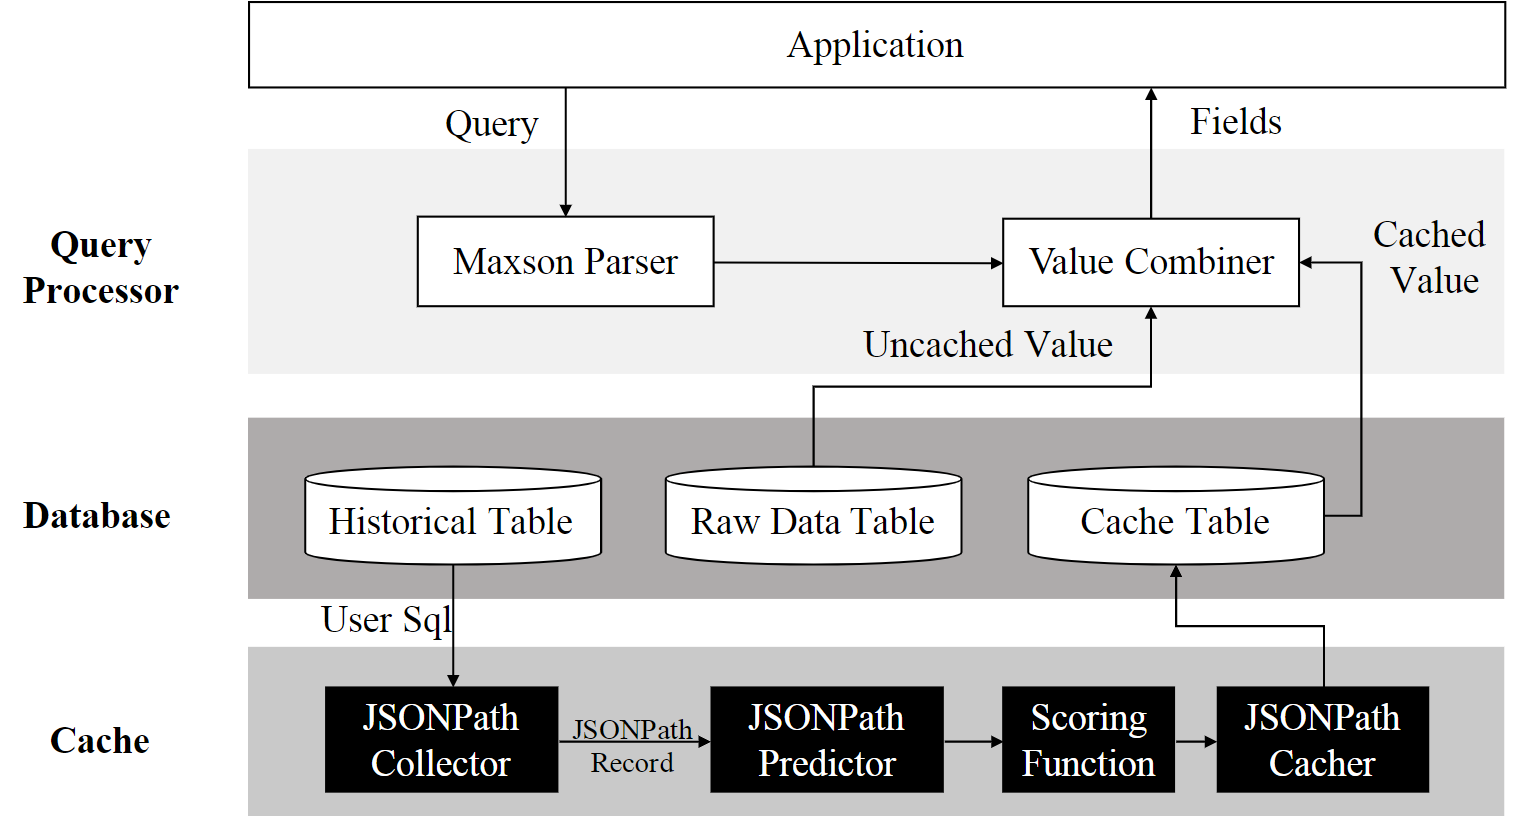 Application
Query
Fields
Query
Processor
Maxson Parser
Value Combiner
Cached
Value
Uncached Value
Database
Historical Table
Raw Data Table
Cache Table
User Sql
Cache
JSONPath
Collector
JSONPath
Record
JSONPath
Predictor
Scoring
Function
JSONPath
Cacher